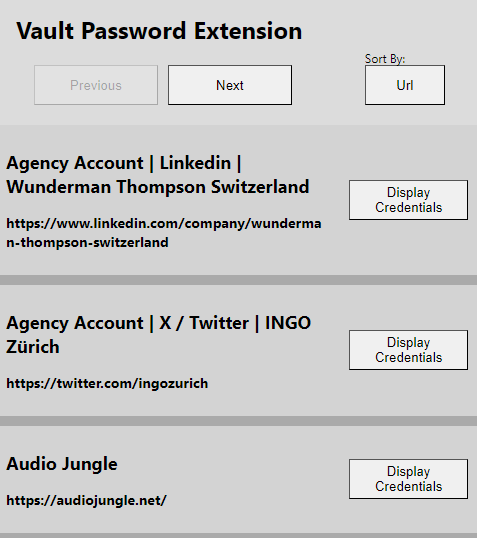 Vault Password Extension
Sort By:
Previous
Next
Url
Agency Account | Linkedin |
Wunderman Thompson Switzerland
https://www.linkedin.com/company/wunderma
n-thompson-switzerland
Display
Credentials
Agency Account | X / Twitter | INGO
Zürich
https://twitter.com/ingozurich
Display
Credentials
Audio Jungle
https://audiojungle.net/
Display
Credentials